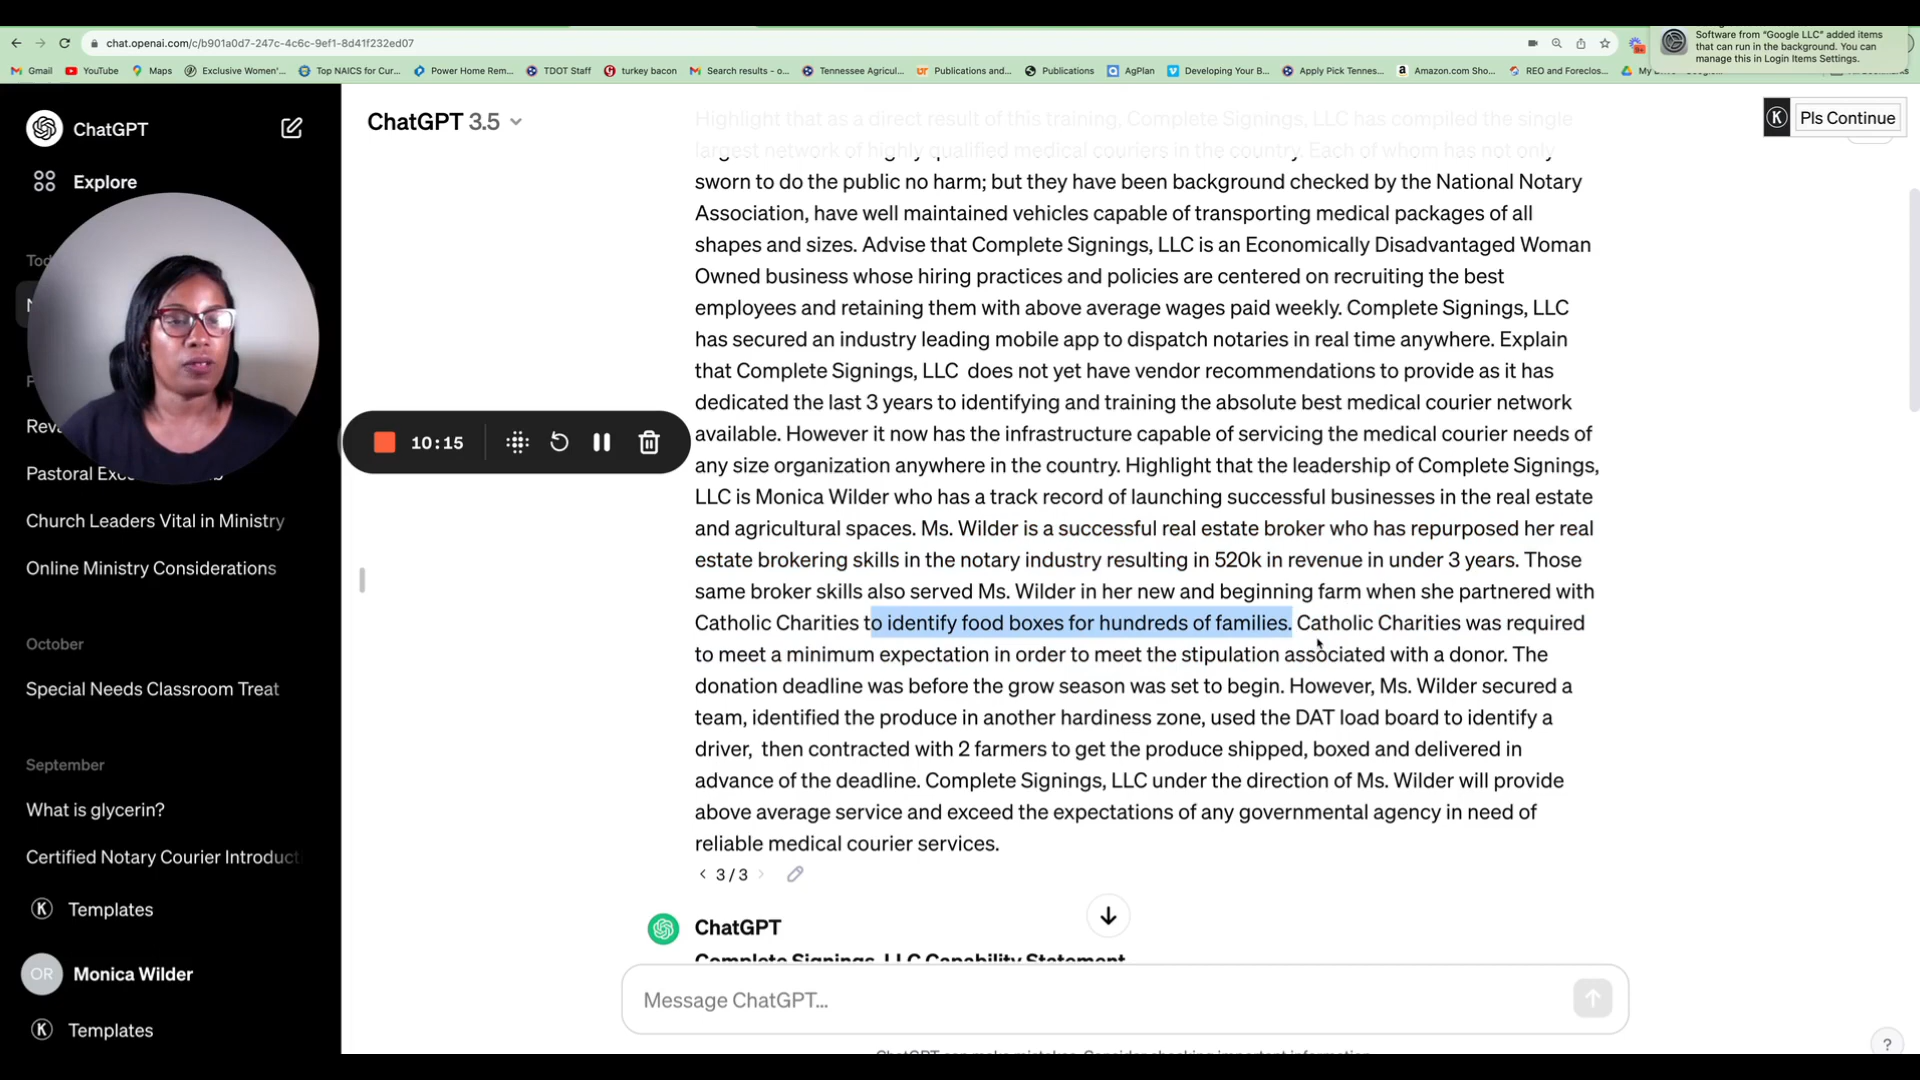 Software from “Google LLC” added items
that can run in the background. You can
manage this in Login Items Settings.
chat.openai.com/c/b901a0d7-247c-4c6c-9ef1-8d41f232ed07
Gmail
YouTube
Maps
Exclusive Women'...
Top NAICS for Cur...
Power Home Rem...
TDOT Staff
turkey bacon
Search results - o...
Tennessee Agricul...
Publications and...
Publications
AgPlan
Developing Your B...
Apply Pick Tennes...
Amazon.com Sho...
REO and Foreclos...
ChatGPT
Explore
Pastoral
Church Leaders Vital in Ministry
Online Ministry Considerations
October
Special Needs Classroom Treat
September
What is glycerin?
Certified Notary Courier Introduct
Templates
OR Monica Wilder
Templates
10:15
ChatGPT 3.5
K Pls Continue
Highlight that as a direct result of this training, Complete Signings, LLC has compiled the single
largest network of highly qualified medical couriers in the country. Each of whom has not only
sworn to do the public no harm; but they have been background checked by the National Notary
Association, have well maintained vehicles capable of transporting medical packages of all
shapes and sizes. Advise that Complete Signings, LLC is an Economically Disadvantaged Woman
Owned business whose hiring practices and policies are centered on recruiting the best
employees and retaining them with above average wages paid weekly. Complete Signings, LLC
has secured an industry leading mobile app to dispatch notaries in real time anywhere. Explain
that Complete Signings, LLC  does not yet have vendor recommendations to provide as it has
dedicated the last 3 years to identifying and training the absolute best medical courier network
available. However it now has the infrastructure capable of servicing the medical courier needs of
any size organization anywhere in the country. Highlight that the leadership of Complete Signings,
LLC is Monica Wilder who has a track record of launching successful businesses in the real estate
and agricultural spaces. Ms. Wilder is a successful real estate broker who has repurposed her real
estate brokering skills in the notary industry resulting in 520k in revenue in under 3 years. Those
same broker skills also served Ms. Wilder in her new and beginning farm when she partnered with
Catholic Charities to identify food boxes for hundreds of families. Catholic Charities was required
to meet a minimum expectation in order to meet the stipulation associated with a donor. The
donation deadline was before the grow season was set to begin. However, Ms. Wilder secured a
team, identified the produce in another hardiness zone, used the DAT load board to identify a
driver,  then contracted with 2 farmers to get the produce shipped, boxed and delivered in
advance of the deadline. Complete Signings, LLC under the direction of Ms. Wilder will provide
above average service and exceed the expectations of any governmental agency in need of
reliable medical courier services.
< 3 / 3 >
ChatGPT
Complete Signings, LLC Capability Statement
Message ChatGPT...
ChatGPT can make mistakes. Consider checking important information.
?